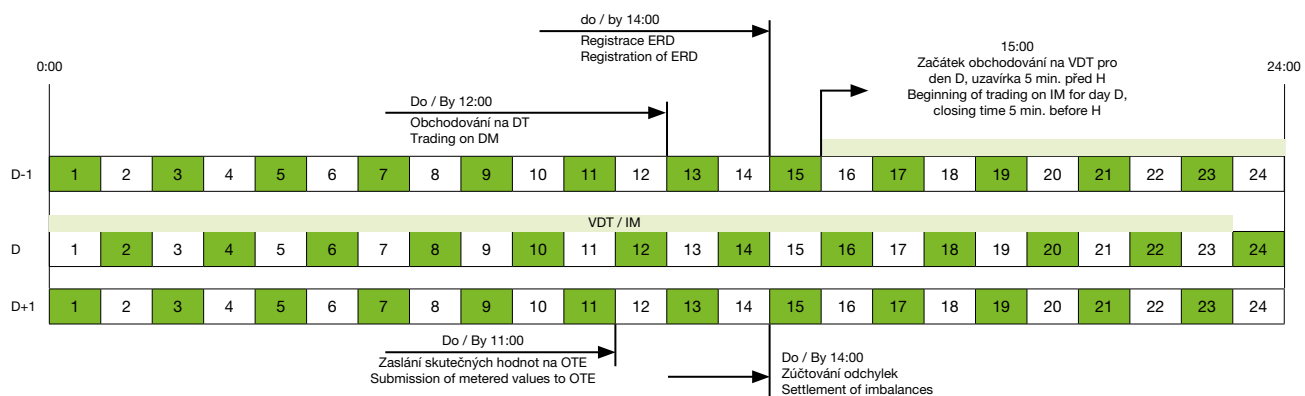 do / by 14:00
Registrace ERD
Registration of ERD
15:00
Začátek obchodování na VDT pro
den D, uzavírka 5 min. před H
Beginning of trading on IM for day D,
closing time 5 min. before H
0:00
24:00
Do / By 12:00
Obchodování na DT
Trading on DM
D-1 1 2 3 4 5 6 7 8 9 10 11 12 13 14 15 16 17 18 19 20 21 22 23 24
VDT / IM
D 1 2 3 4 5 6 7 8 9 10 11 12 13 14 15 16 17 18 19 20 21 22 23 24
D+1 1 2 3 4 5 6 7 8 9 10 11 12 13 14 15 16 17 18 19 20 21 22 23 24
Do / By 11:00
Zaslání skutečných hodnot na OTE
Submission of metered values to OTE
Do / By 14:00
Zúčtování odchylek
Settlement of imbalances